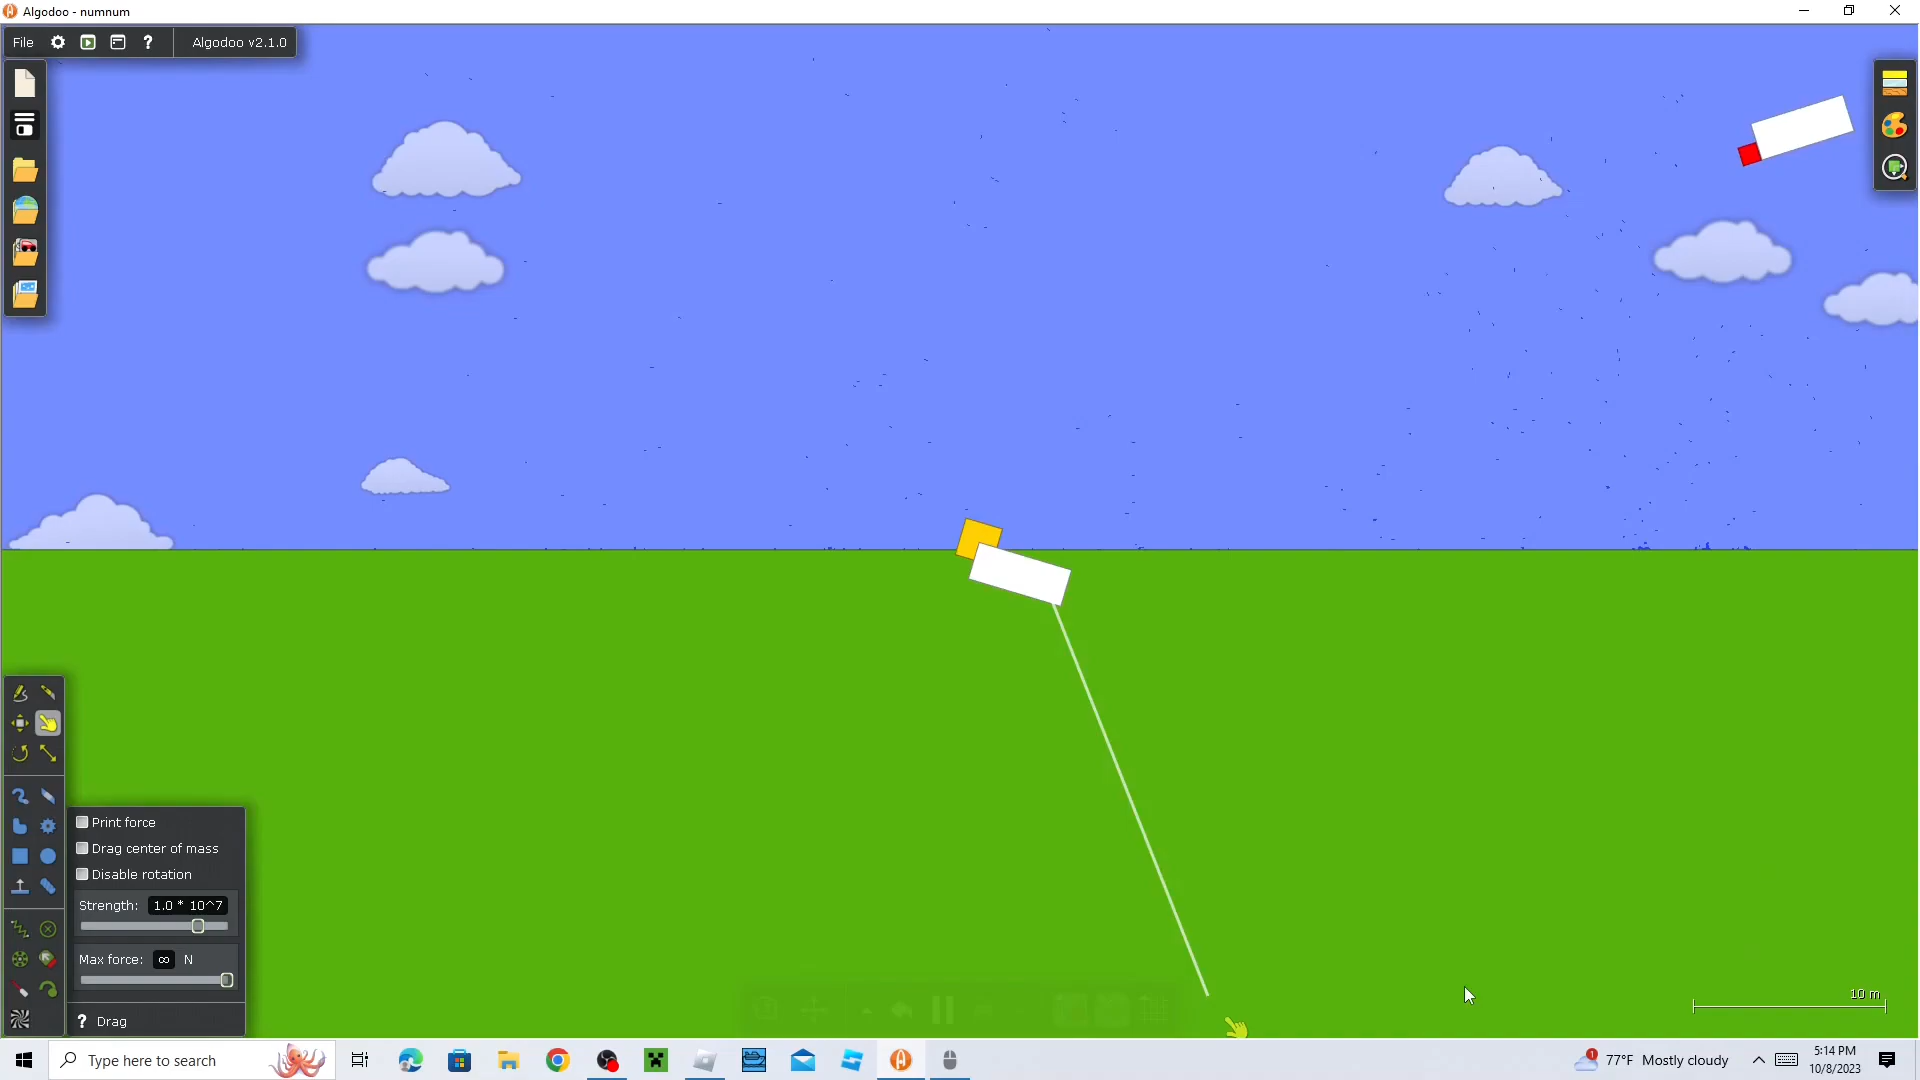 Algodoo - numnum
File ? Algodoo v2.1.0
Print force
Drag center of mass
Disable rotation
Strength: 1.0 * 10^7
Max force: ∞ N
? Drag
10 m
Type here to search
1 77°F Mostly cloudy
5:14 PM
10/8/2023